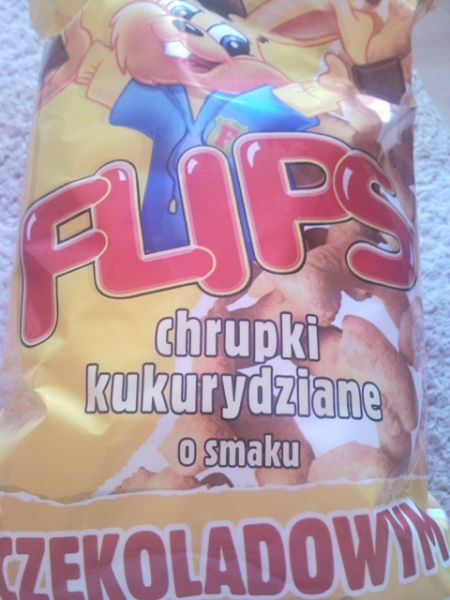 F
FLIPS
chrupki
kukurydziane
o smaku
CZEKOLADOWYM